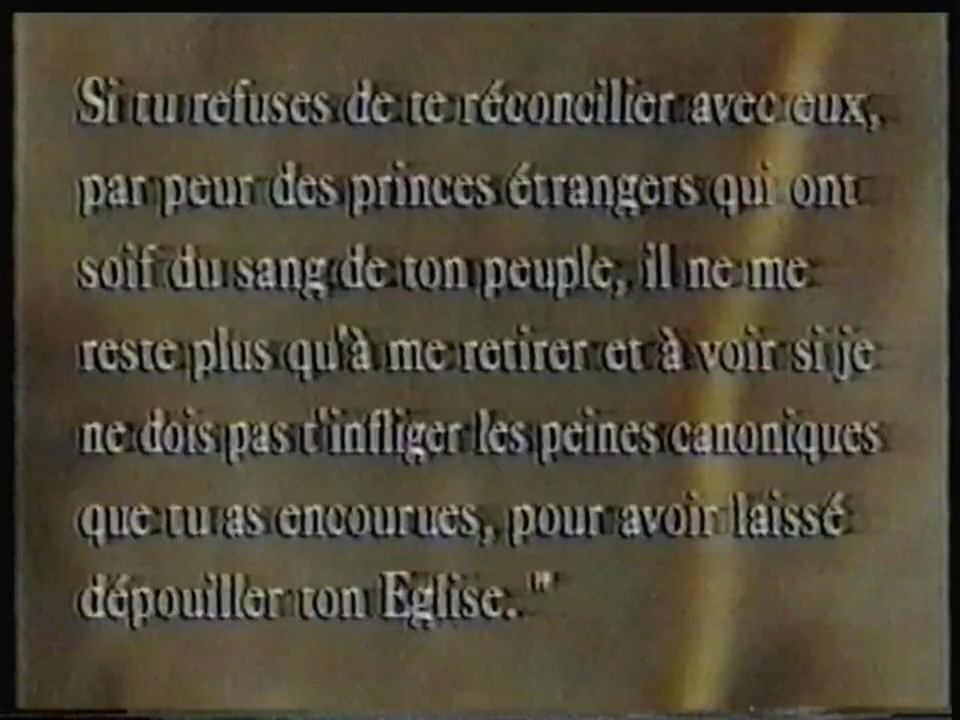 Si tu refuses de te réconcilier avec eux,
par peur des princes étrangers qui ont
soif du sang de ton peuple, il ne me
reste plus qu'à me retirer et à voir si je
ne dois pas t'infliger les peines canoniques
que tu as encourues, pour avoir laissé
dépouiller ton Eglise."